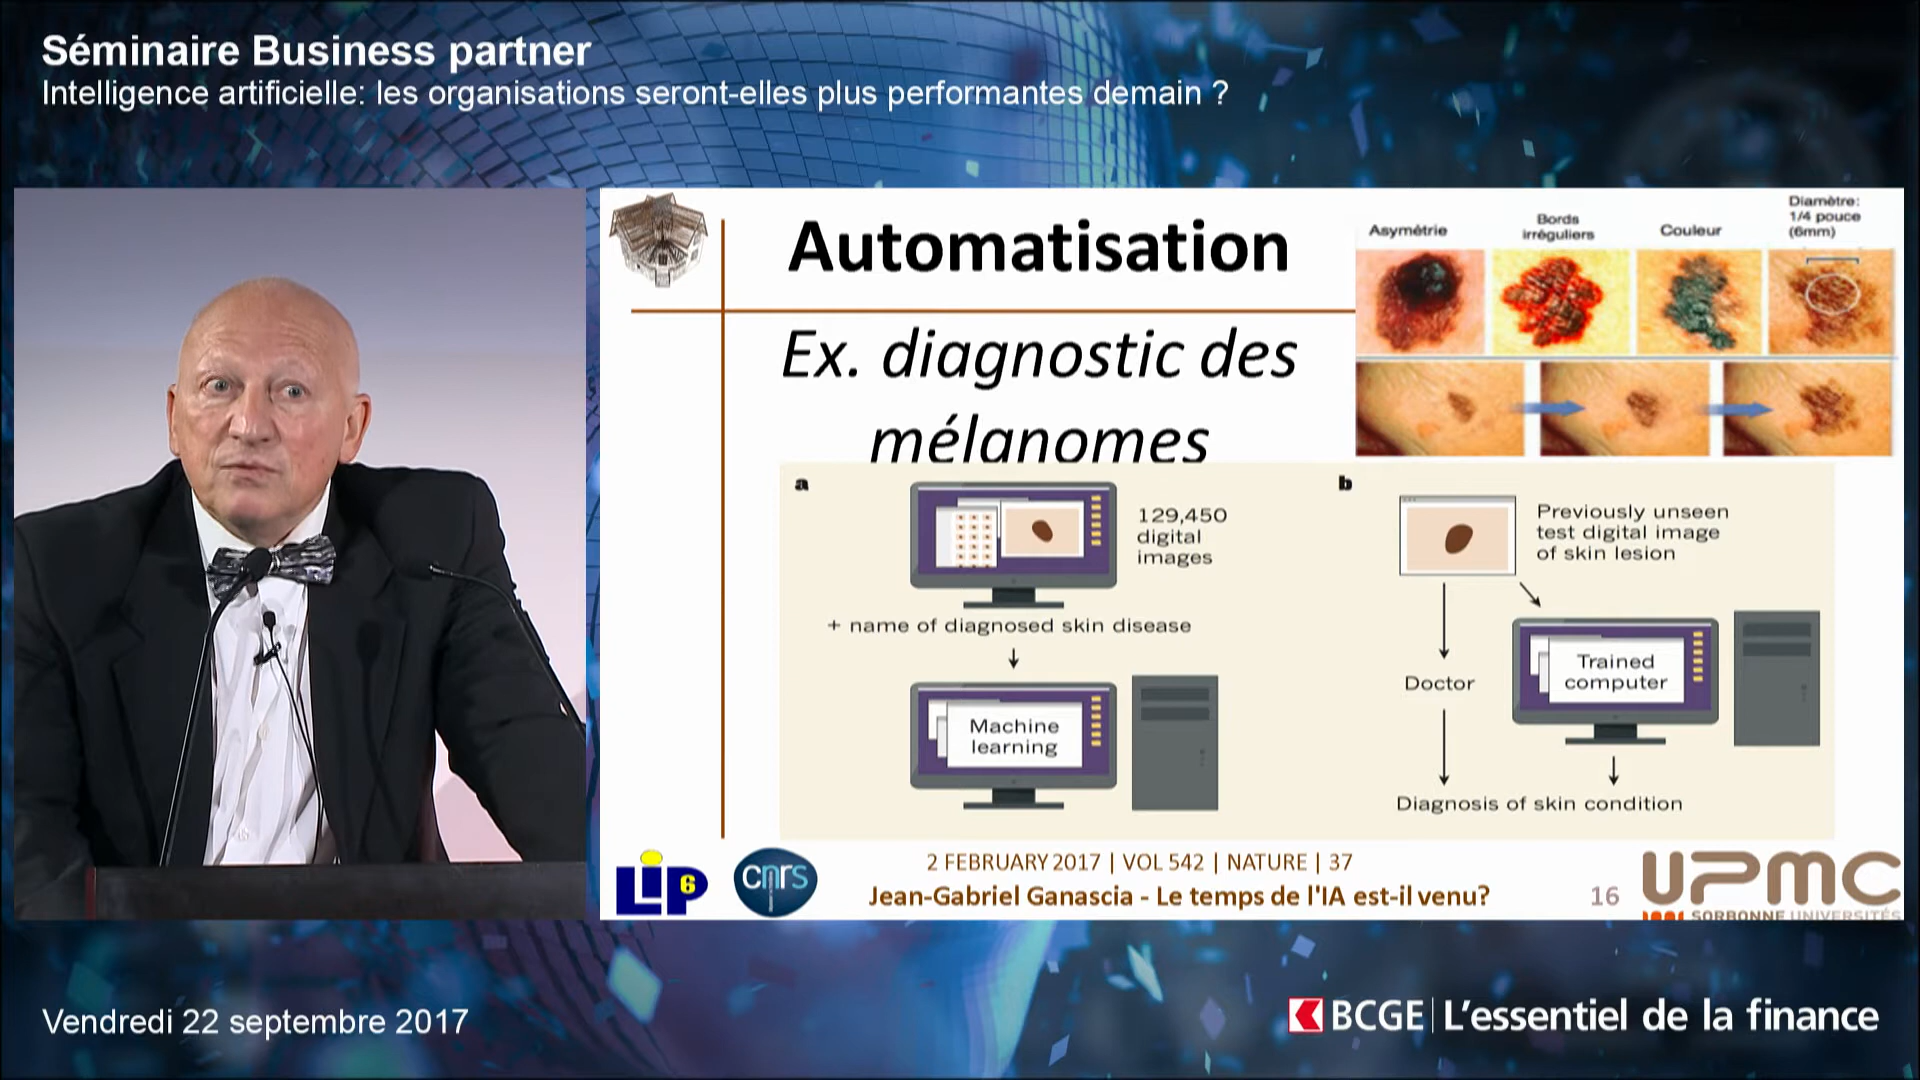 Séminaire Business partner
Intelligence artificielle: les organisations seront-elles plus performantes demain ?
Automatisation
Ex. diagnostic des
mélanomes
Asymétrie
Bords
irréguliers
Couleur
Diamètre:
1/4 pouce
(6mm)
a
129,450
digital
images
+ name of diagnosed skin disease
Machine
learning
b
Previously unseen
test digital image
of skin lesion
Doctor
Trained
computer
Diagnosis of skin condition
LIP6
cnrs
2 FEBRUARY 2017 | VOL 542 | NATURE | 37
Jean-Gabriel Ganascia - Le temps de l'IA est-il venu?
16
UPMC
SORBONNE UNIVERSITÉS
Vendredi 22 septembre 2017
BCGE | L'essentiel de la finance